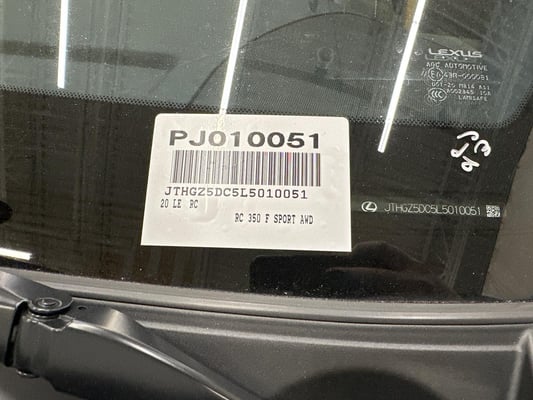 LEXUS
AGC AUTOMOTIVE
PJ010051
JTHGZ5DC5L5010051
20 LE RC
RC 350 F SPORT AWD
JTHGZ5DC5L5010051